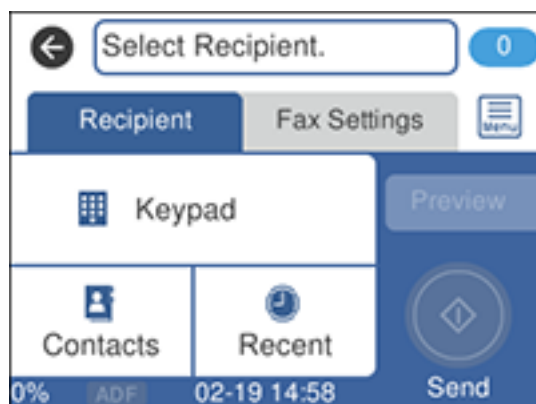 Select Recipient.
0
Recipient
Fax Settings
Menu
Keypad
Preview
Contacts
Recent
0%
ADF
02-19 14:58
Send